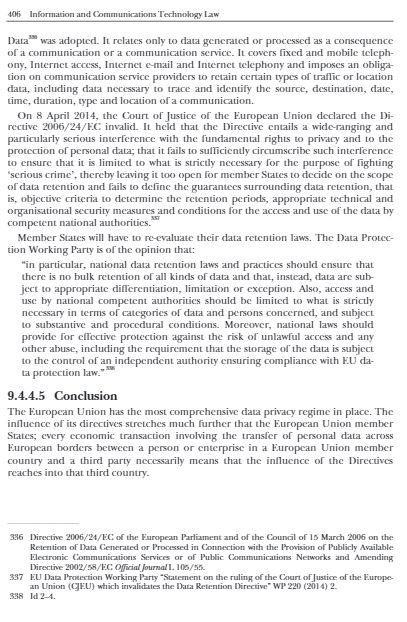 406 Information and Communications Technology Law
Data336 was adopted. It relates only to data generated or processed as a consequence
of a communication or a communication service. It covers fixed and mobile teleph-
ony, Internet access, Internet e-mail and Internet telephony and imposes an obliga-
tion on communication service providers to retain certain types of traffic or location
data, including data necessary to trace and identify the source, destination, date,
time, duration, type and location of a communication.
On 8 April 2014, the Court of Justice of the European Union declared the Di-
rective 2006/24/EC invalid. It held that the Directive entails a wide-ranging and
particularly serious interference with the fundamental rights to privacy and to the
protection of personal data; that it fails to sufficiently circumscribe such interference
to ensure that it is limited to what is strictly necessary for the purpose of fighting
'serious crime', thereby leaving it too open for member States to decide on the scope
of data retention and fails to define the guarantees surrounding data retention, that
is, objective criteria to determine the retention periods, appropriate technical and
organisational security measures and conditions for the access and use of the data by
competent national authorities.337
Member States will have to re-evaluate their data retention laws. The Data Protec-
tion Working Party is of the opinion that:
"in particular, national data retention laws and practices should ensure that
there is no bulk retention of all kinds of data and that, instead, data are sub-
ject to appropriate differentiation, limitation or exception. Also, access and
use by national competent authorities should be limited to what is strictly
necessary in terms of categories of data and persons concerned, and subject
to substantive and procedural conditions. Moreover, national laws should
provide for effective protection against the risk of unlawful access and any
other abuse, including the requirement that the storage of the data is subject
to the control of an independent authority ensuring compliance with EU da-
ta protection law."338
9.4.4.5 Conclusion
The European Union has the most comprehensive data privacy regime in place. The
influence of its directives stretches much further that the European Union member
States; every economic transaction involving the transfer of personal data across
European borders between a person or enterprise in a European Union member
country and a third party necessarily means that the influence of the Directives
reaches into that third country.
336 Directive 2006/24/EC of the European Parliament and of the Council of 15 March 2006 on the
Retention of Data Generated or Processed in Connection with the Provision of Publicly Available
Electronic Communications Services or of Public Communications Networks and Amending
Directive 2002/58/EC Official Journal L 105/55.
337 EU Data Protection Working Party "Statement on the ruling of the Court of Justice of the Europe-
an Union (CJEU) which invalidates the Data Retention Directive" WP 220 (2014) 2.
338 Id 2–4.